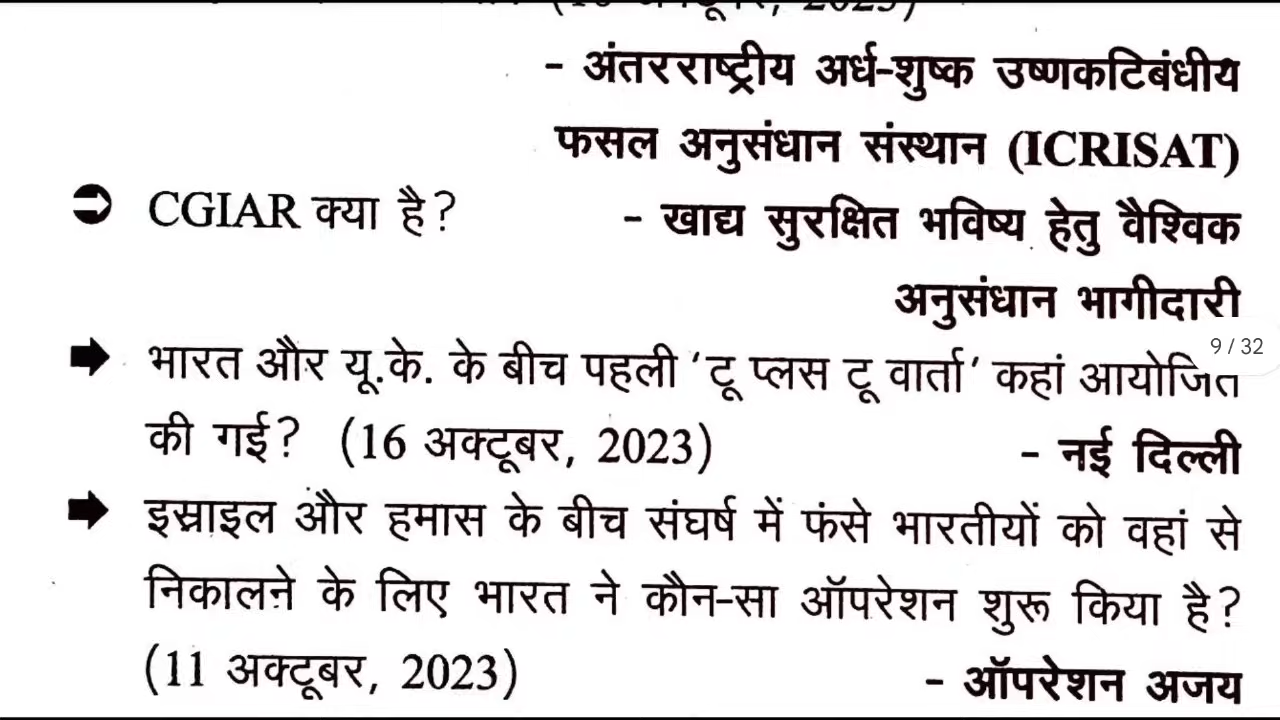 - अंतरराष्ट्रीय अर्ध-शुष्क उष्णकटिबंधीय
फसल अनुसंधान संस्थान (ICRISAT)
➲ CGIAR क्या है? - खाद्य सुरक्षित भविष्य हेतु वैश्विक
अनुसंधान भागीदारी
9 / 32
➡ भारत और यू.के. के बीच पहली ‘टू प्लस टू वार्ता’ कहां आयोजित
की गई? (16 अक्टूबर, 2023) - नई दिल्ली
➡ इस्राइल और हमास के बीच संघर्ष में फंसे भारतीयों को वहां से
निकालने के लिए भारत ने कौन-सा ऑपरेशन शुरू किया है?
(11 अक्टूबर, 2023) - ऑपरेशन अजय